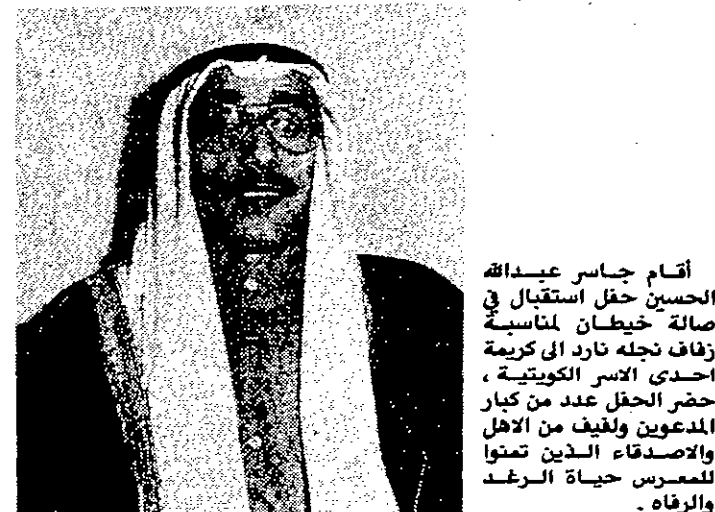 أقام جاسر عبدالله
الحسين حفل استقبال في
صالة خيطان لمناسبة
زفاف نجله نارد الى كريمة
احدى الاسر الكويتية ،
حضر الحفل عدد من كبار
المدعوين ولفيف من الاهل
والاصدقاء الذين تمنوا
للمعرس حياة الرغد
والرفاه .